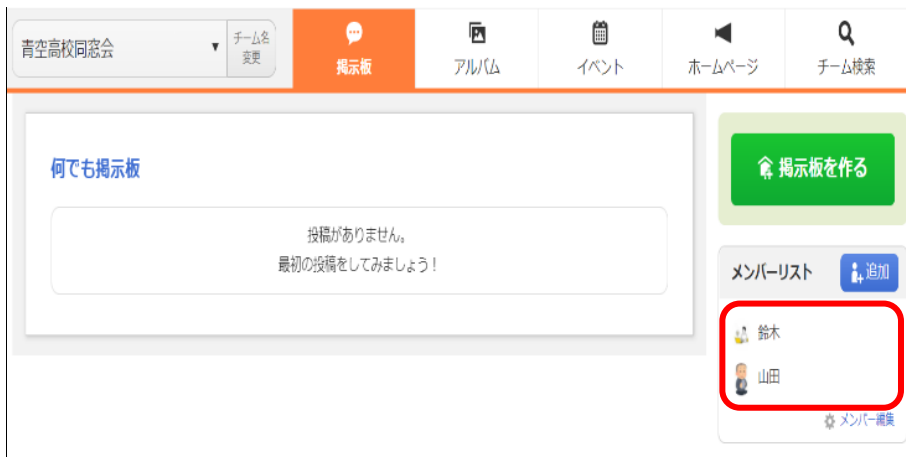 青空高校同窓会
▼
チーム名
変更
掲示板
アルバム
イベント
ホームページ
チーム検索
何でも掲示板
投稿がありません。
最初の投稿をしてみましょう！
掲示板を作る
メンバーリスト
追加
鈴木
山田
メンバー編集